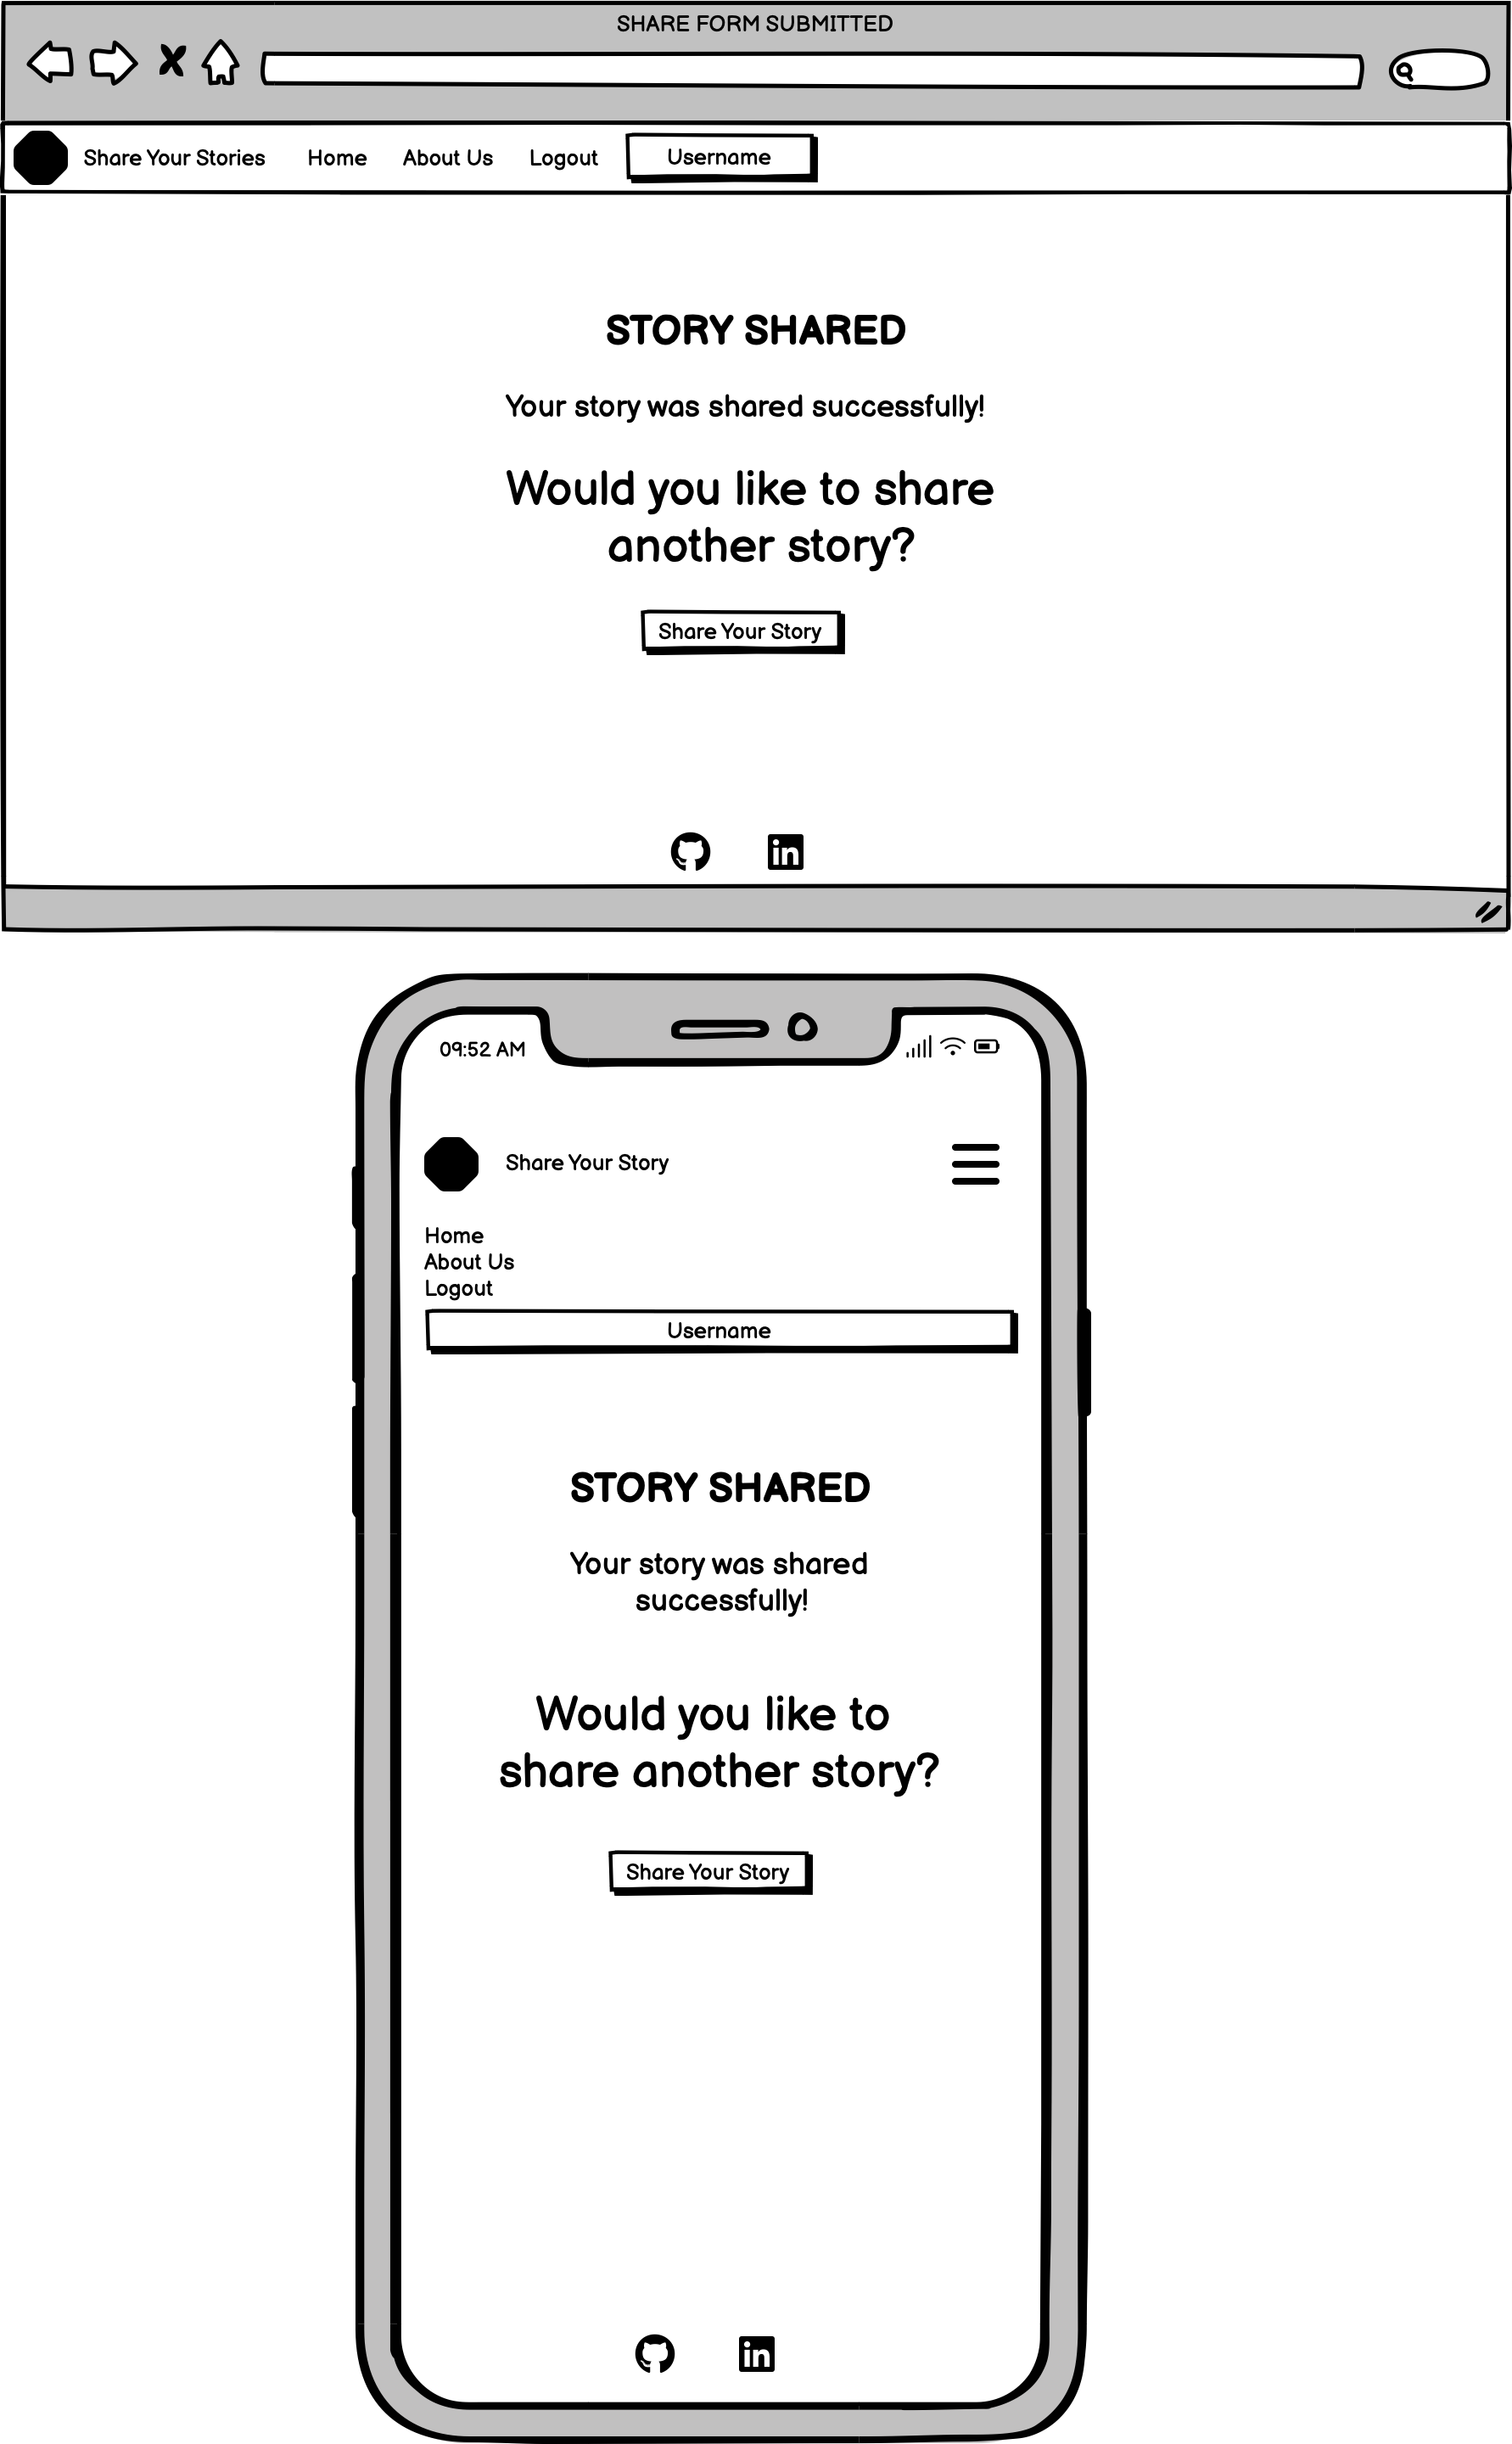 SHARE FORM SUBMITTED
Share Your Stories Home About Us Logout Username
STORY SHARED
Your story was shared successfully!
Would you like to share
another story?
Share Your Story
in
09:52 AM
Share Your Story
Home
About Us
Logout
Username
STORY SHARED
Your story was shared
successfully!
Would you like to
share another story?
Share Your Story
in